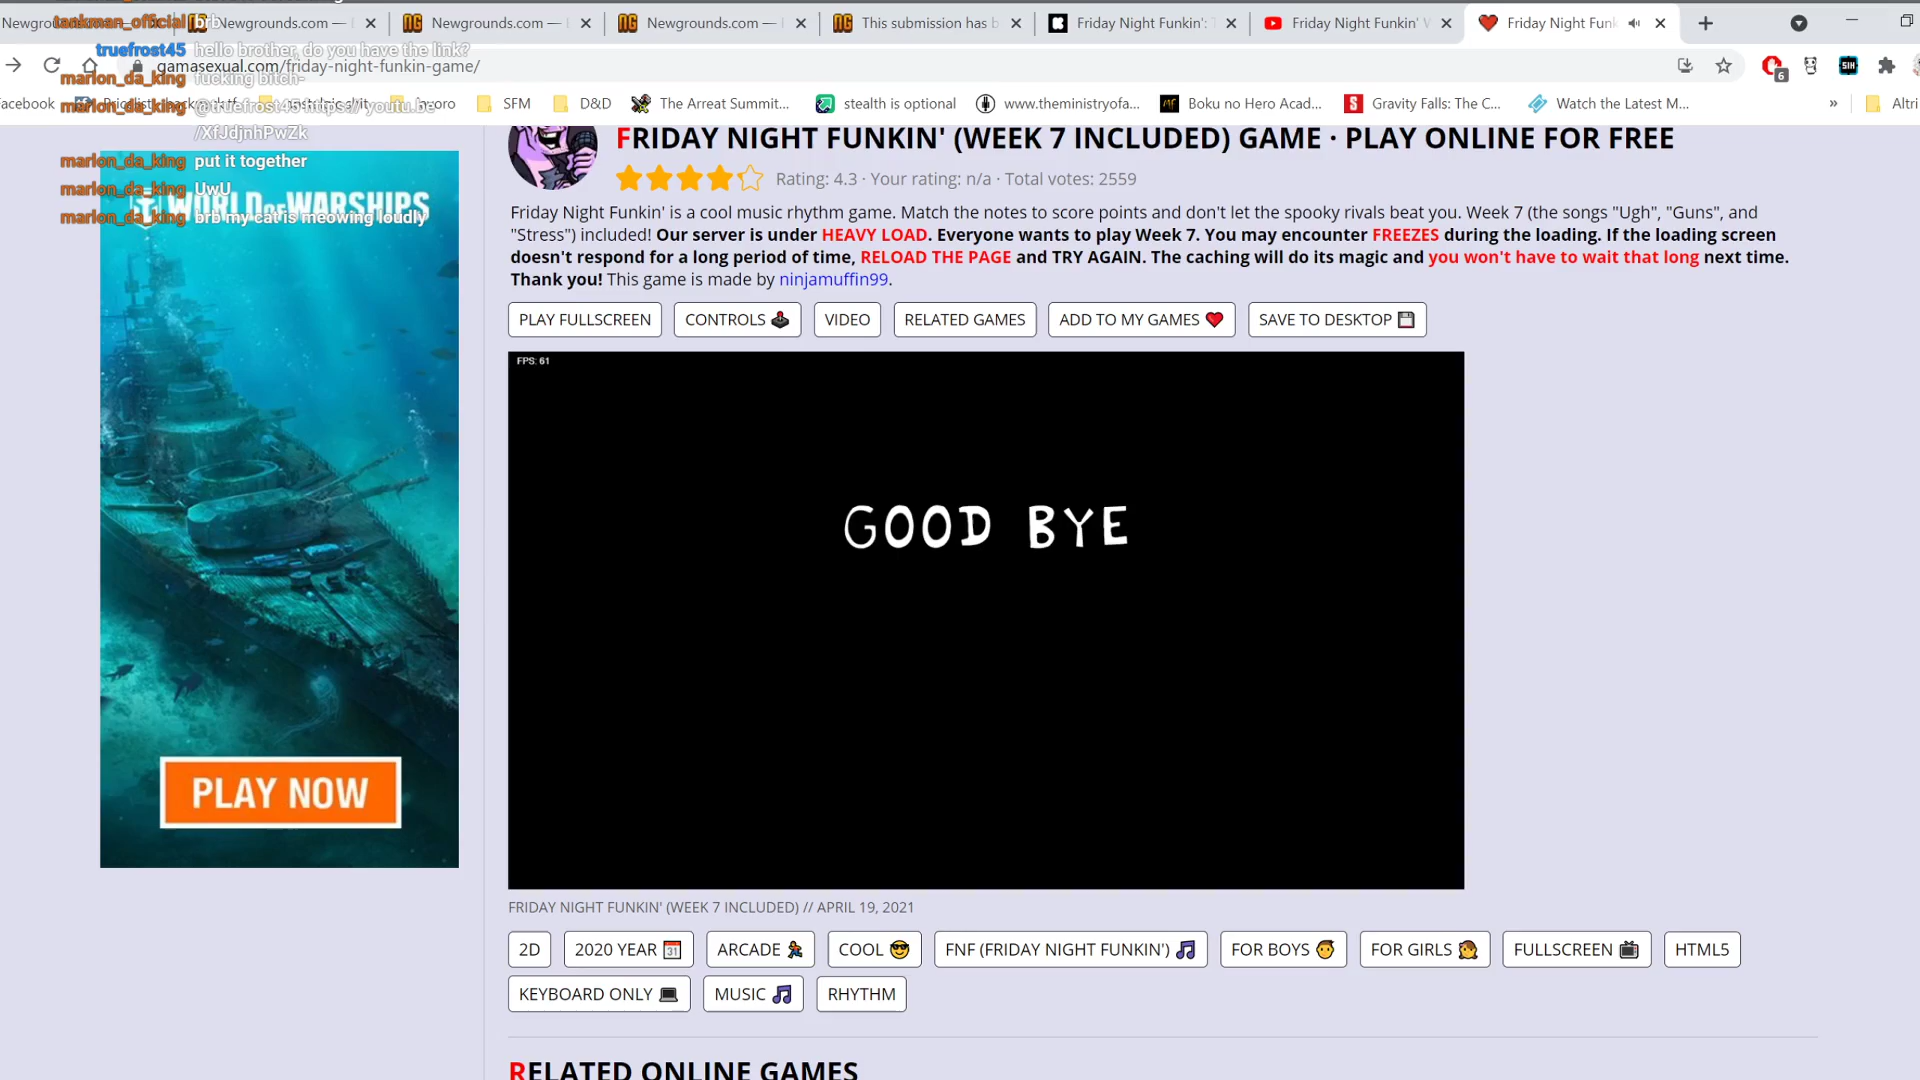 tankman_official brb
Newgrounds.com — Newgrounds.com — Newgrounds.com — This submission has b Friday Night Funkin': Friday Night Funkin' W Friday Night Funk
truefrost45 hello brother, do you have the link?
gamasexual.com/friday-night-funkin-game/
6
marlon_da_king fucking bitch-
acebook SFM D&D The Arreat Summit... stealth is optional www.theministryofa... Boku no Hero Acad... Gravity Falls: The C... Watch the Latest M... » Altri
marlon_da_king @truefrost45 https://youtu.be
/XfJdjnhPwZk
marlon_da_king put it together
marlon_da_king UwU
marlon_da_king brb my cat is meowing loudly
WORLD OF WARSHIPS
PLAY NOW
FRIDAY NIGHT FUNKIN' (WEEK 7 INCLUDED) GAME · PLAY ONLINE FOR FREE
Rating: 4.3 · Your rating: n/a · Total votes: 2559
Friday Night Funkin' is a cool music rhythm game. Match the notes to score points and don't let the spooky rivals beat you. Week 7 (the songs "Ugh", "Guns", and
"Stress") included! Our server is under HEAVY LOAD. Everyone wants to play Week 7. You may encounter FREEZES during the loading. If the loading screen
doesn't respond for a long period of time, RELOAD THE PAGE and TRY AGAIN. The caching will do its magic and you won't have to wait that long next time.
Thank you! This game is made by ninjamuffin99.
PLAY FULLSCREEN CONTROLS VIDEO RELATED GAMES ADD TO MY GAMES SAVE TO DESKTOP
FPS: 61
GOOD BYE
FRIDAY NIGHT FUNKIN' (WEEK 7 INCLUDED) // APRIL 19, 2021
2D 2020 YEAR ARCADE COOL FNF (FRIDAY NIGHT FUNKIN') FOR BOYS FOR GIRLS FULLSCREEN HTML5
KEYBOARD ONLY MUSIC RHYTHM
RELATED ONLINE GAMES